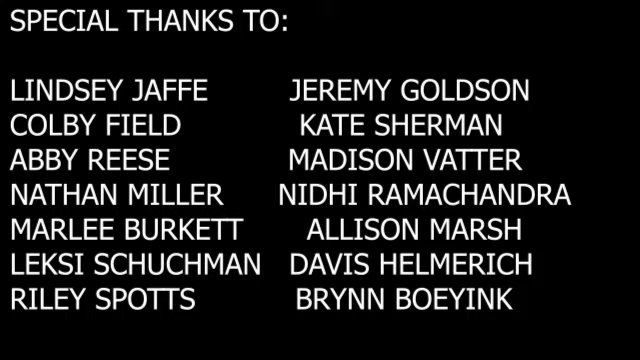 SPECIAL THANKS TO:
LINDSEY JAFFE JEREMY GOLDSON
COLBY FIELD KATE SHERMAN
ABBY REESE MADISON VATTER
NATHAN MILLER NIDHI RAMACHANDRA
MARLEE BURKETT ALLISON MARSH
LEKSI SCHUCHMAN DAVIS HELMERICH
RILEY SPOTTS BRYNN BOEYINK